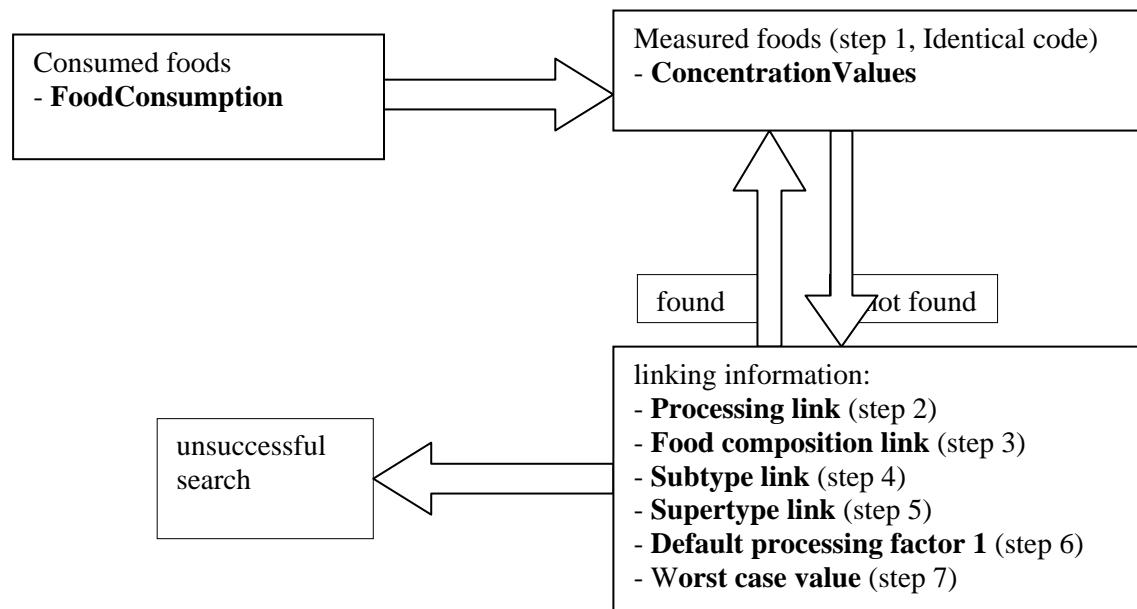 Consumed foods
- FoodConsumption
Measured foods (step 1, Identical code)
- ConcentrationValues
found
not found
linking information:
- Processing link (step 2)
- Food composition link (step 3)
- Subtype link (step 4)
- Supertype link (step 5)
- Default processing factor 1 (step 6)
- Worst case value (step 7)
unsuccessful
search